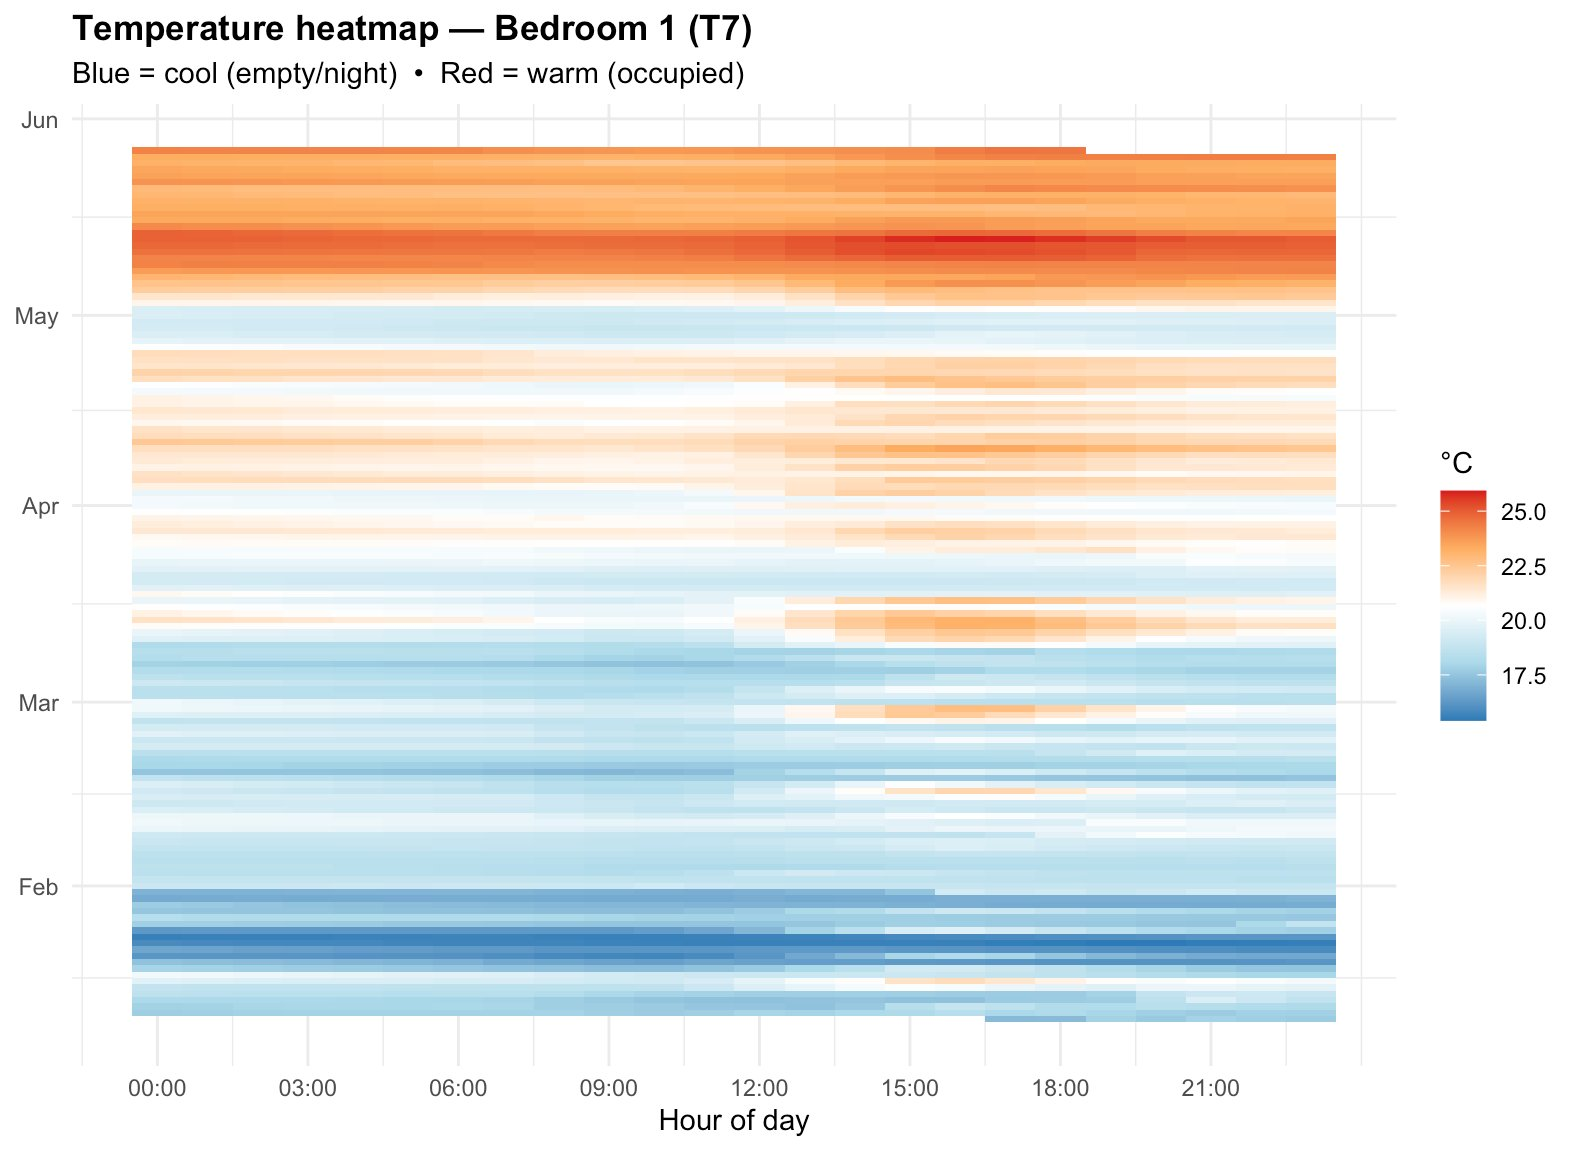 Temperature heatmap — Bedroom 1 (T7)
Blue = cool (empty/night) • Red = warm (occupied)
Jun
May
Apr
Mar
Feb
°C
25.0
22.5
20.0
17.5
00:00 03:00 06:00 09:00 12:00 15:00 18:00 21:00
Hour of day